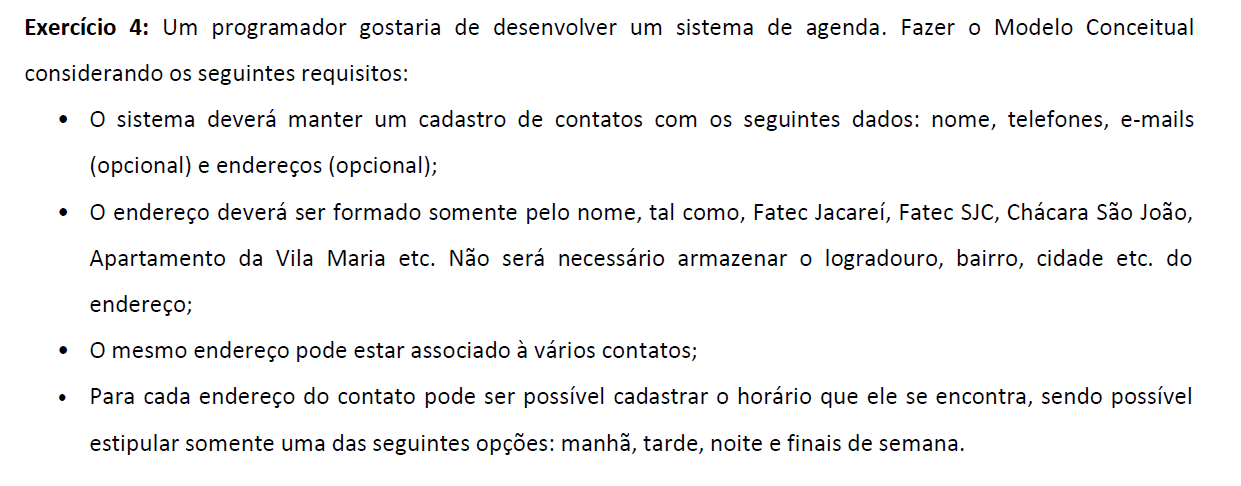 Exercício 4: Um programador gostaria de desenvolver um sistema de agenda. Fazer o Modelo Conceitual
considerando os seguintes requisitos:
• O sistema deverá manter um cadastro de contatos com os seguintes dados: nome, telefones, e-mails
(opcional) e endereços (opcional);
• O endereço deverá ser formado somente pelo nome, tal como, Fatec Jacareí, Fatec SJC, Chácara São João,
Apartamento da Vila Maria etc. Não será necessário armazenar o logradouro, bairro, cidade etc. do
endereço;
• O mesmo endereço pode estar associado à vários contatos;
• Para cada endereço do contato pode ser possível cadastrar o horário que ele se encontra, sendo possível
estipular somente uma das seguintes opções: manhã, tarde, noite e finais de semana.